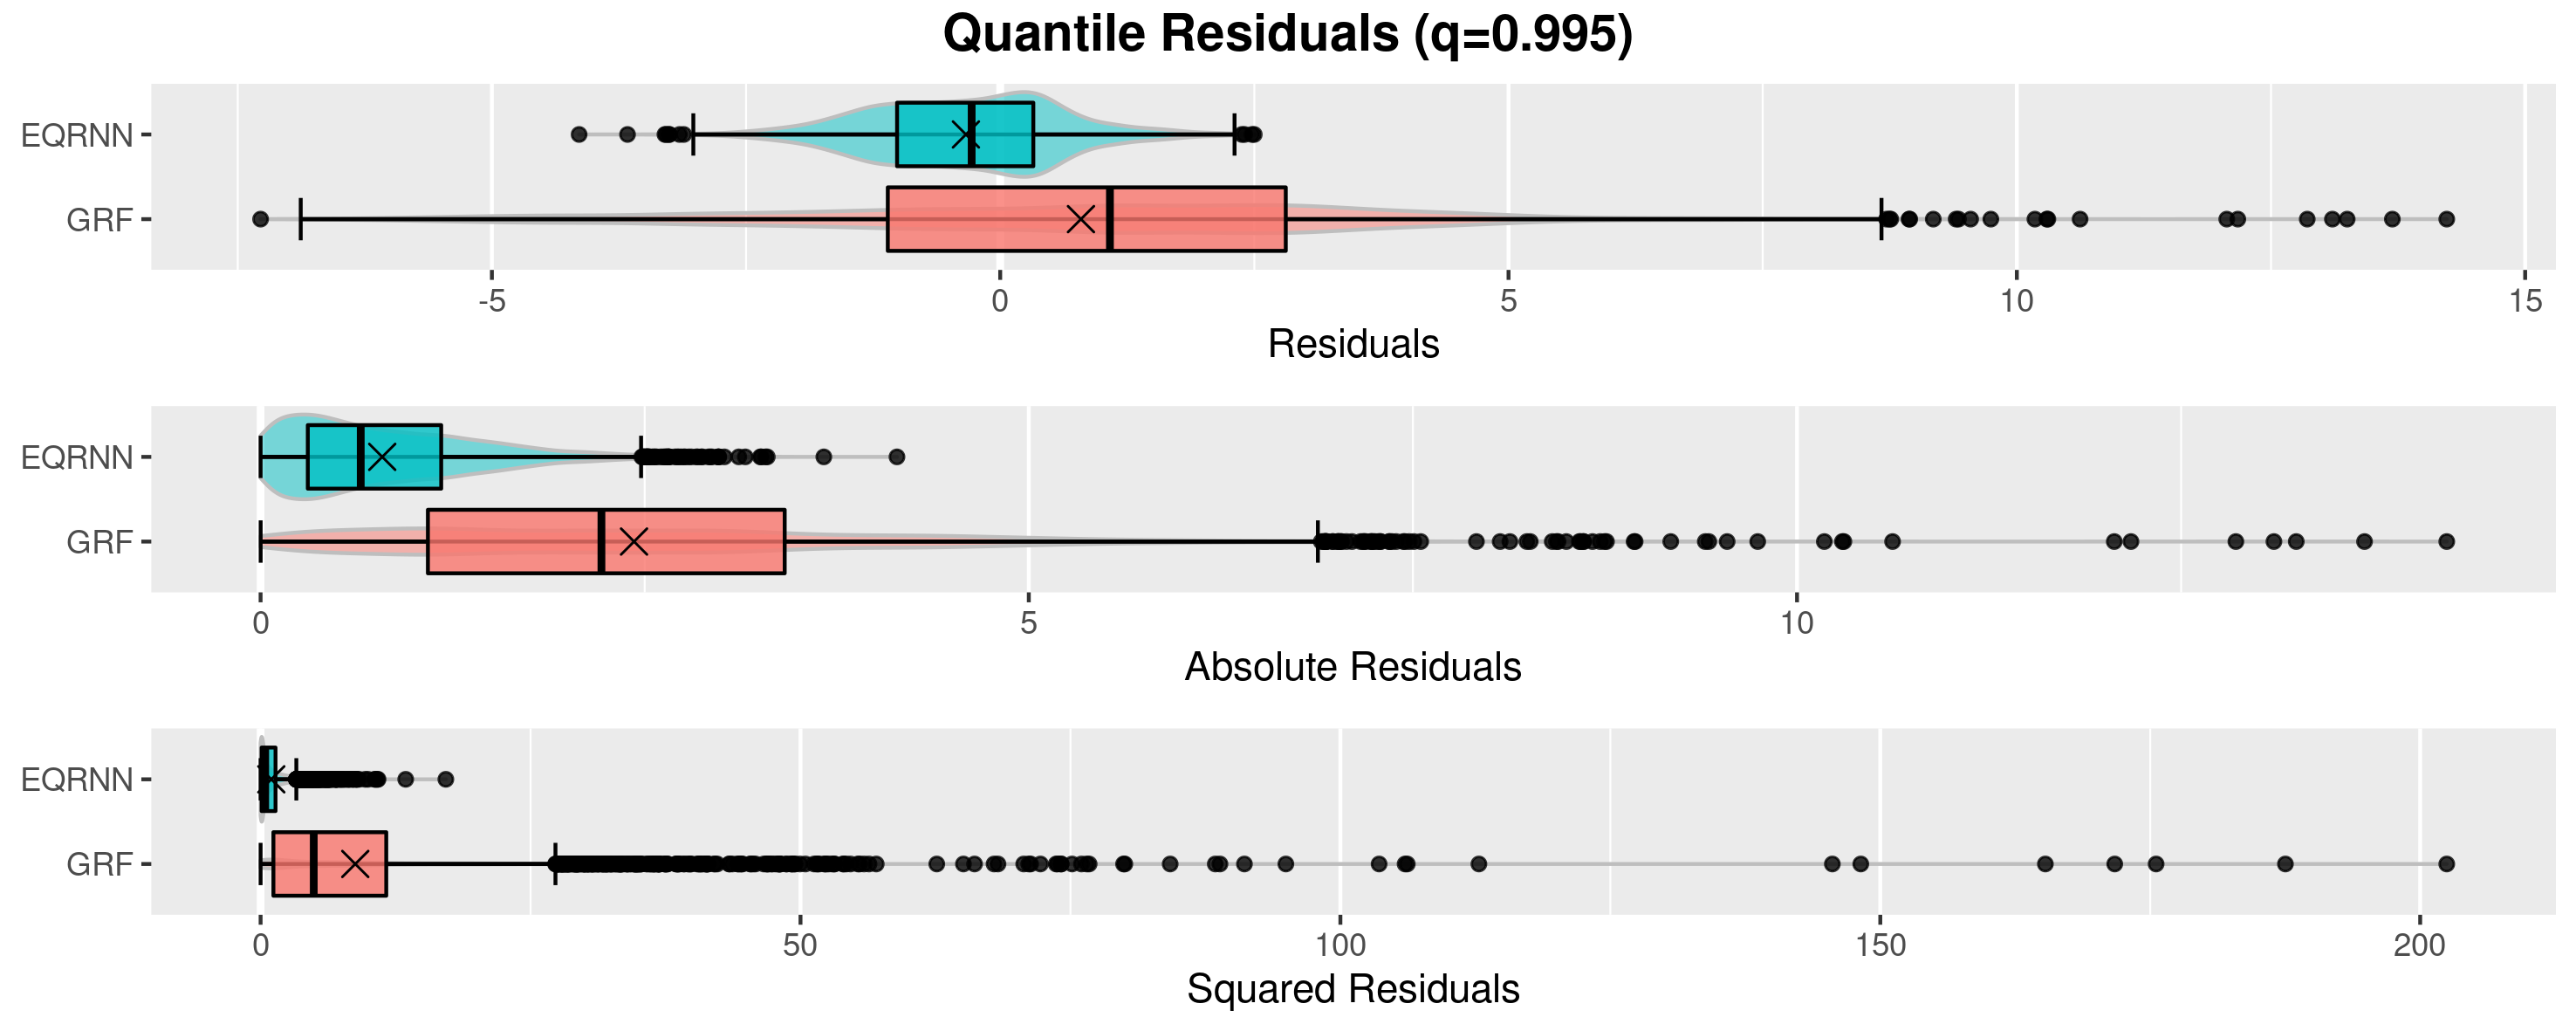 Quantile Residuals (q=0.995)
EQRNN
GRF
-5 0 5 10 15
Residuals
EQRNN
GRF
0 5 10
Absolute Residuals
EQRNN
GRF
0 50 100 150 200
Squared Residuals